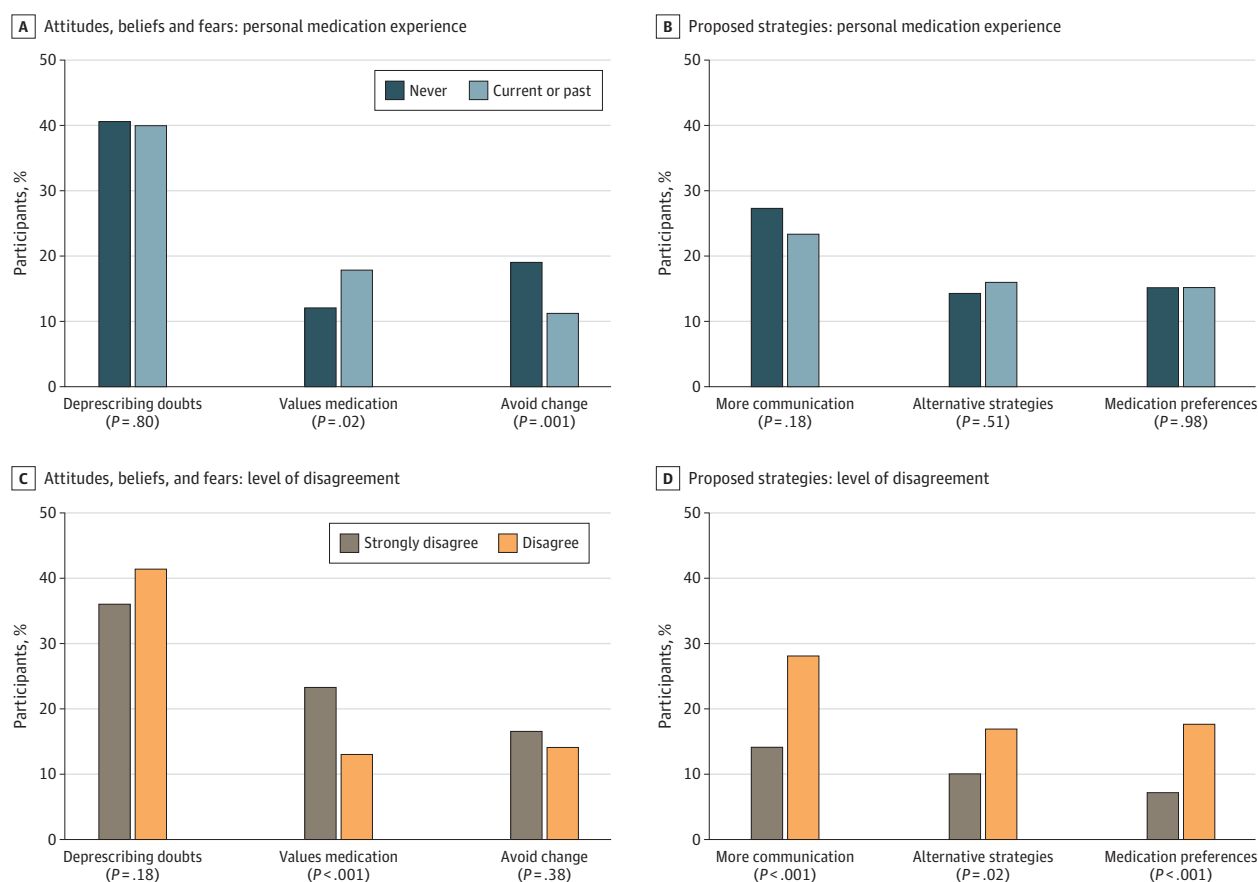 A Attitudes, beliefs and fears: personal medication experience
50
40
30
20
10
0
Participants, %
Never Current or past
Deprescribing doubts
(P = .80)
Values medication
(P = .02)
Avoid change
(P = .001)
B Proposed strategies: personal medication experience
50
40
30
20
10
0
Participants, %
More communication
(P = .18)
Alternative strategies
(P = .51)
Medication preferences
(P = .98)
C Attitudes, beliefs, and fears: level of disagreement
50
40
30
20
10
0
Participants, %
Strongly disagree Disagree
Deprescribing doubts
(P = .18)
Values medication
(P < .001)
Avoid change
(P = .38)
D Proposed strategies: level of disagreement
50
40
30
20
10
0
Participants, %
More communication
(P < .001)
Alternative strategies
(P = .02)
Medication preferences
(P < .001)